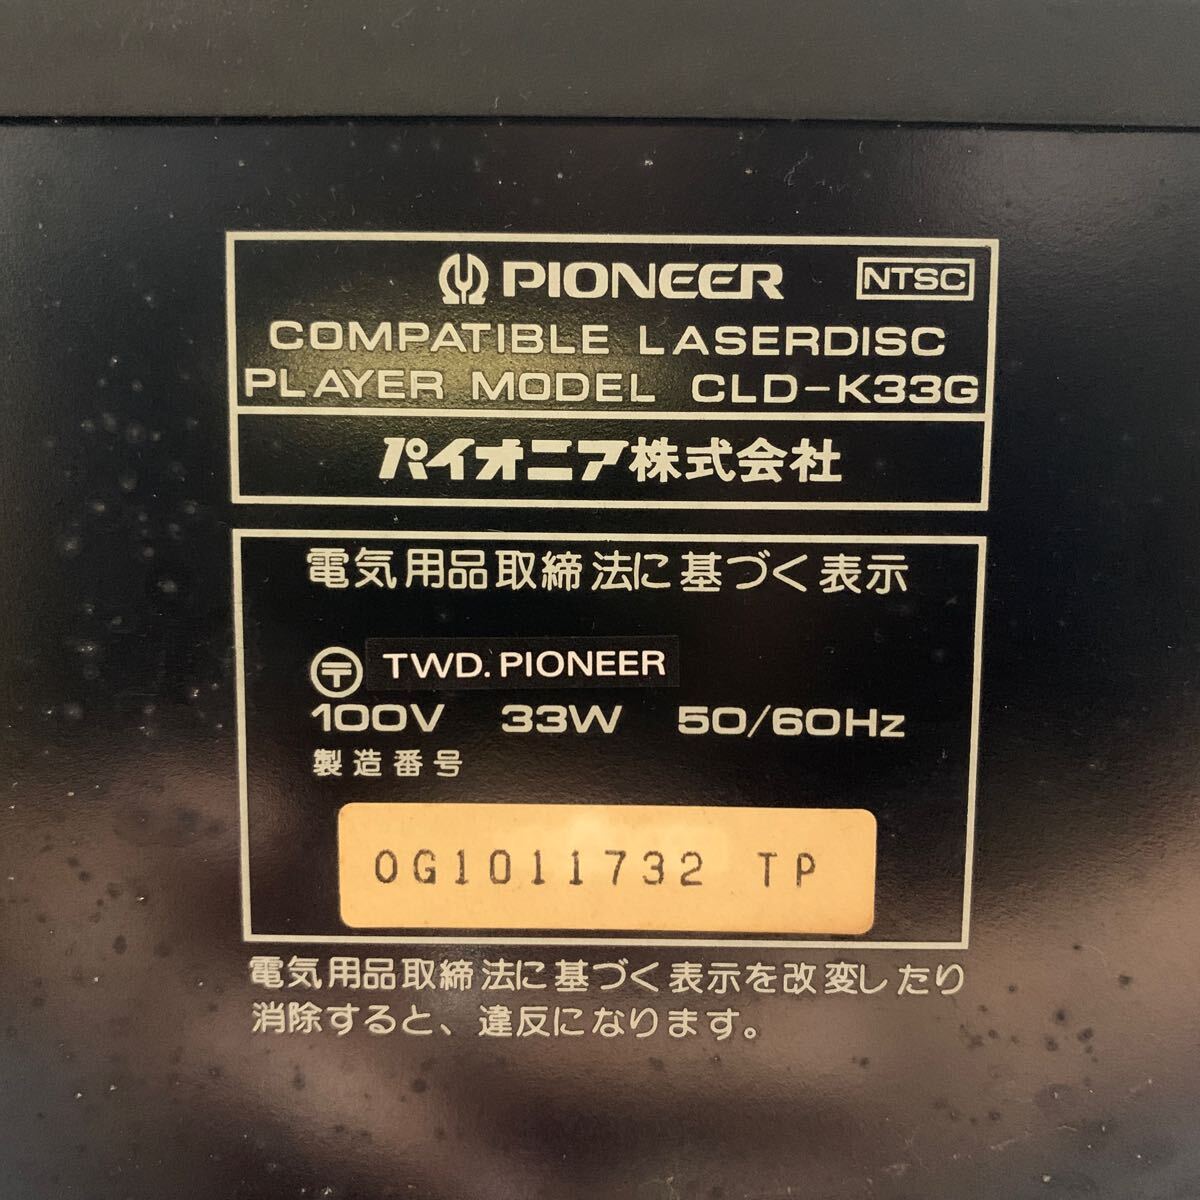 PIONEER NTSC
COMPATIBLE LASERDISC
PLAYER MODEL CLD-K33G
パイオニア株式会社
電気用品取締法に基づく表示
〒 TWD. PIONEER
100V 33W 50/60Hz
製造番号
OG1011732 TP
電気用品取締法に基づく表示を改変したり
消除すると、違反になります。